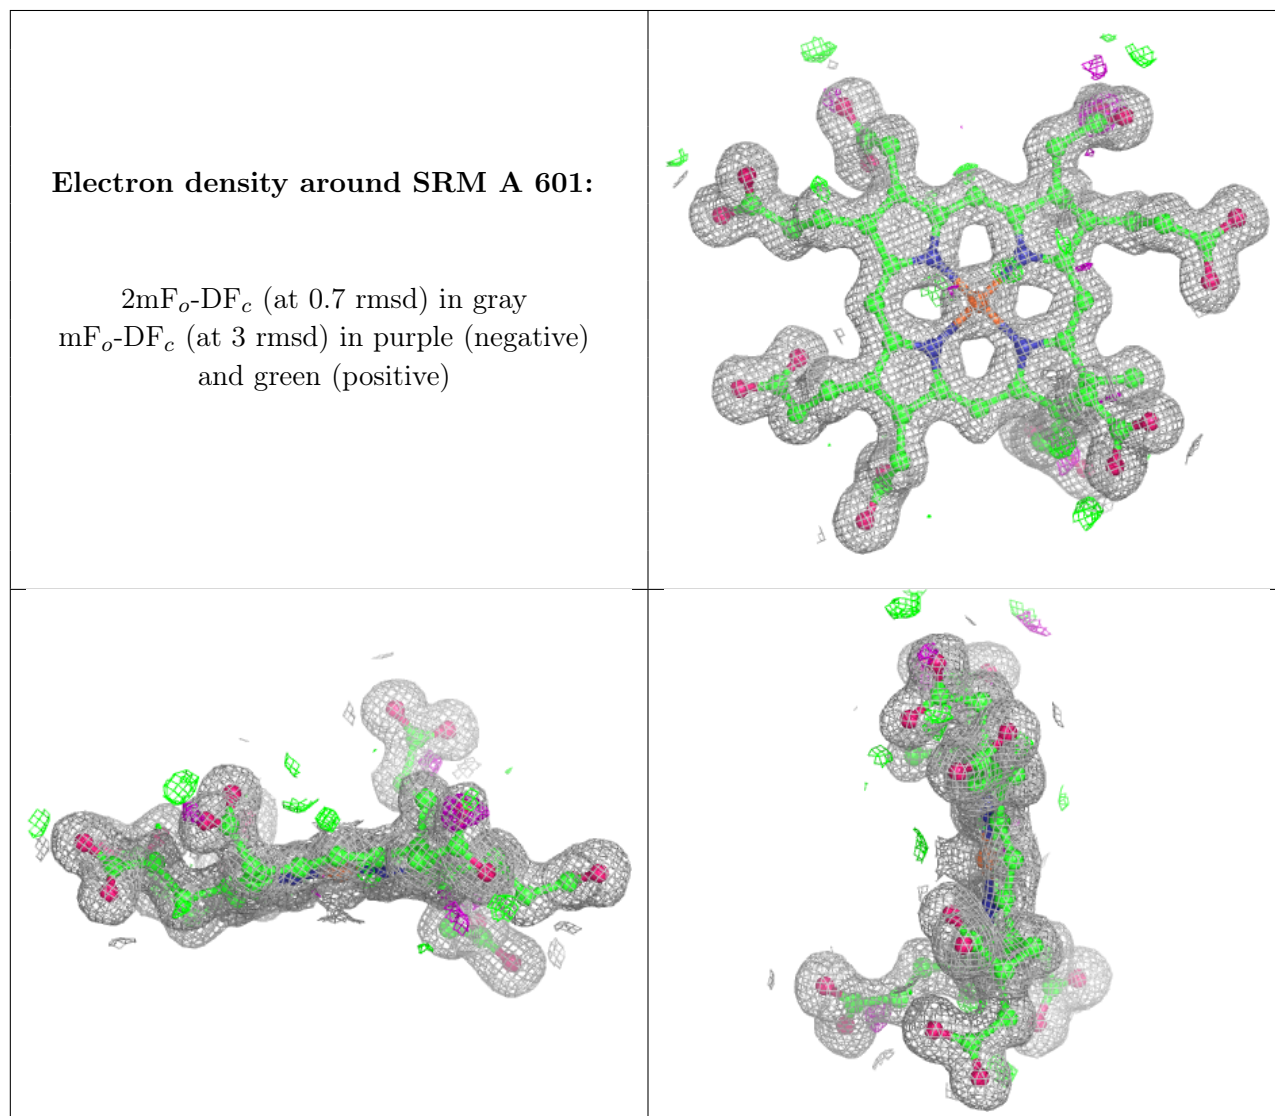 Electron density around SRM A 601:
2mFₒ-DF𝒸 (at 0.7 rmsd) in gray
mFₒ-DF𝒸 (at 3 rmsd) in purple (negative)
and green (positive)